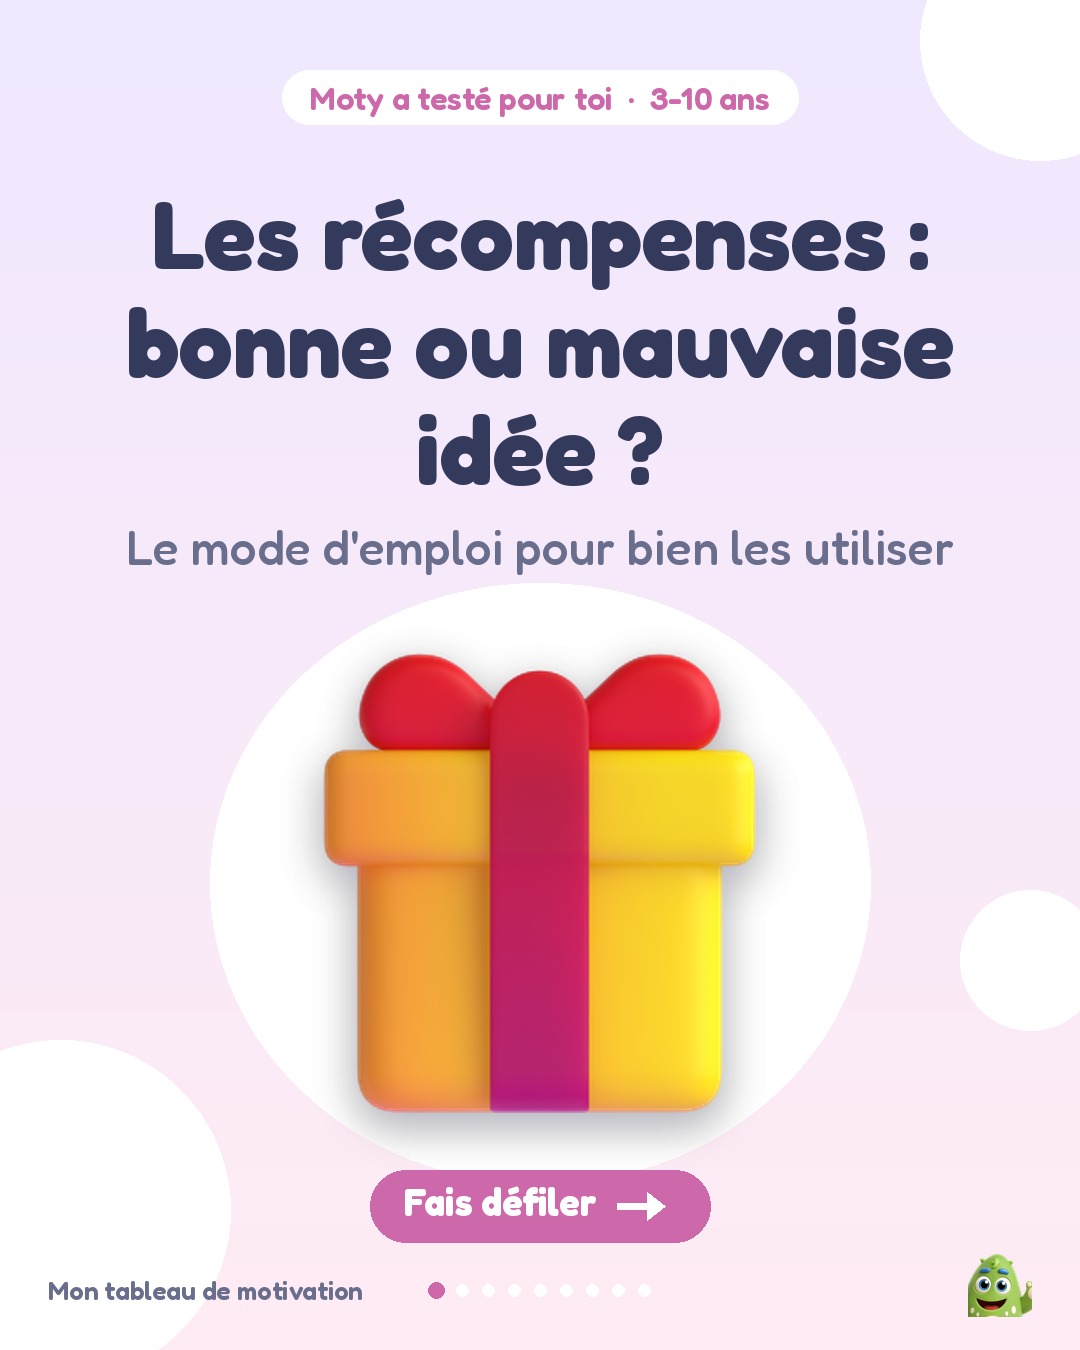 Moty a testé pour toi · 3-10 ans
Les récompenses :
bonne ou mauvaise
idée ?
Le mode d'emploi pour bien les utiliser
Fais défiler →
Mon tableau de motivation